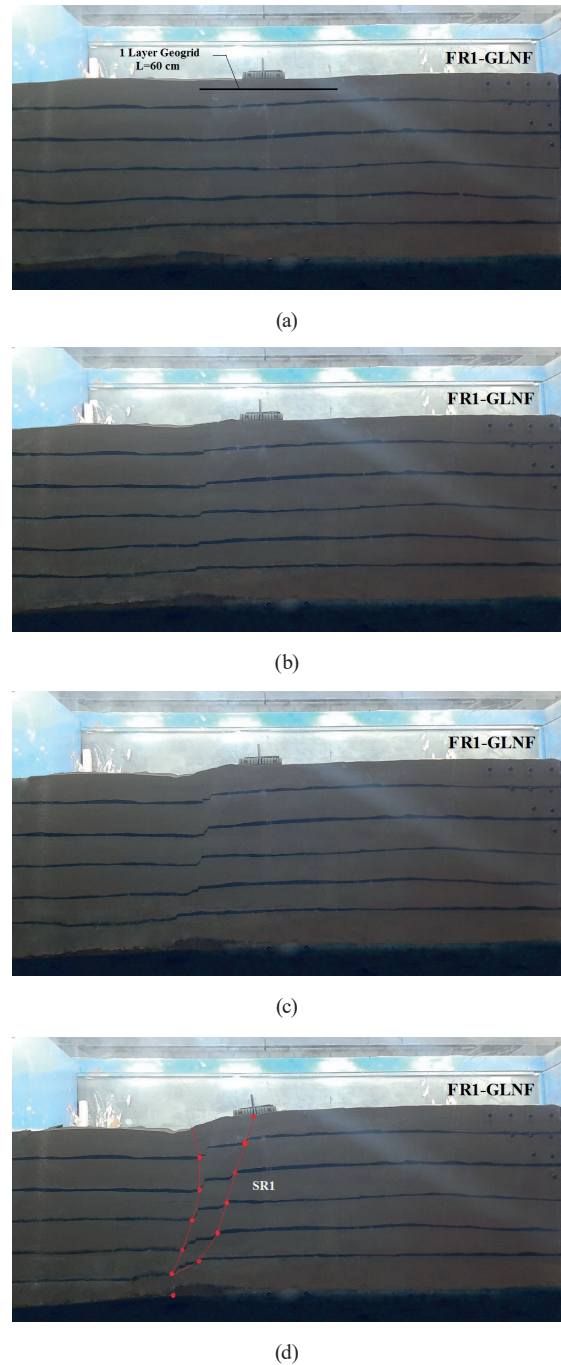 1 Layer Geogrid
L=60 cm
FR1-GLNF
(a)
FR1-GLNF
(b)
FR1-GLNF
(c)
FR1-GLNF
SR1
(d)